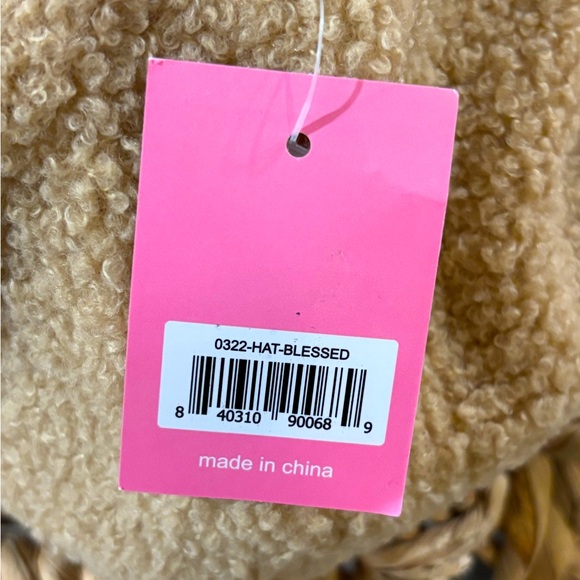 0322-HAT-BLESSED
8 40310 90068 9
made in china